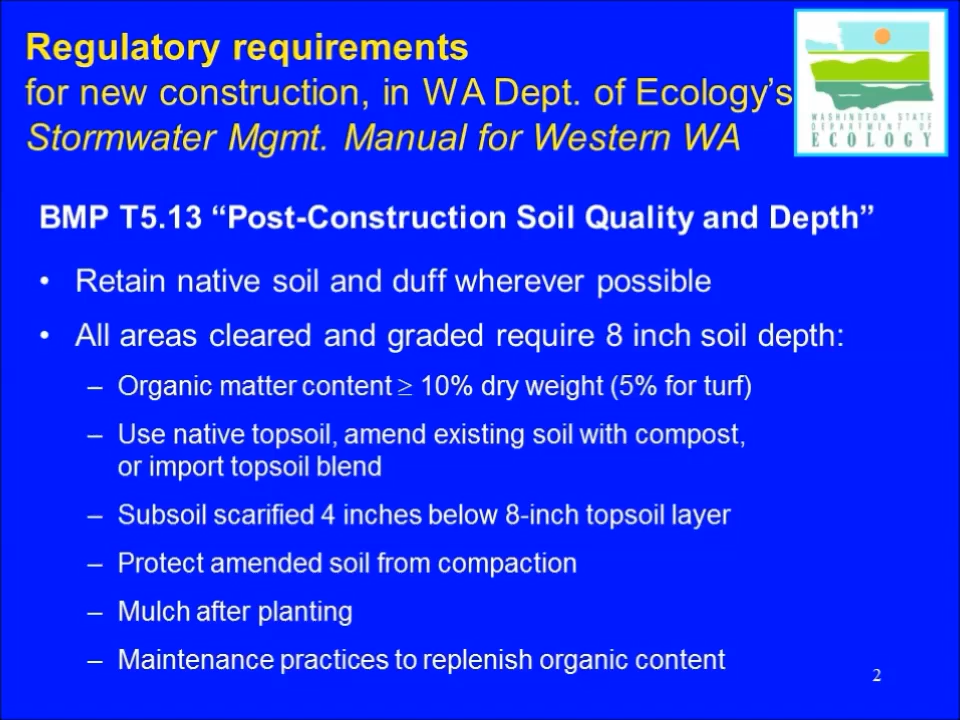 Regulatory requirements
for new construction, in WA Dept. of Ecology’s
Stormwater Mgmt. Manual for Western WA
WASHINGTON STATE
DEPARTMENT OF
ECOLOGY
BMP T5.13 “Post-Construction Soil Quality and Depth”
• Retain native soil and duff wherever possible
• All areas cleared and graded require 8 inch soil depth:
– Organic matter content ≥ 10% dry weight (5% for turf)
– Use native topsoil, amend existing soil with compost,
or import topsoil blend
– Subsoil scarified 4 inches below 8-inch topsoil layer
– Protect amended soil from compaction
– Mulch after planting
– Maintenance practices to replenish organic content
2